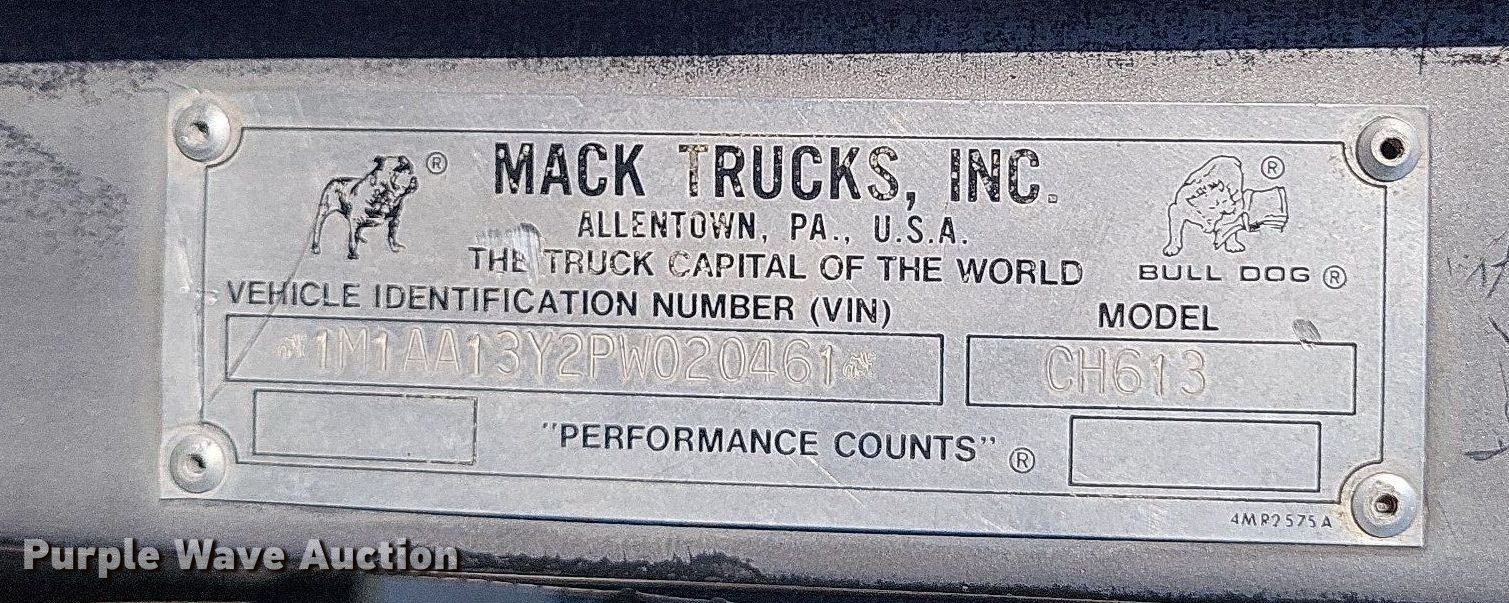 ® MACK TRUCKS, INC. ®
ALLENTOWN, PA., U.S.A.
THE TRUCK CAPITAL OF THE WORLD
BULL DOG ®
VEHICLE IDENTIFICATION NUMBER (VIN)
MODEL
1M1AA13Y2PW020461
CH613
"PERFORMANCE COUNTS" ®
4MR2575A
Purple Wave Auction